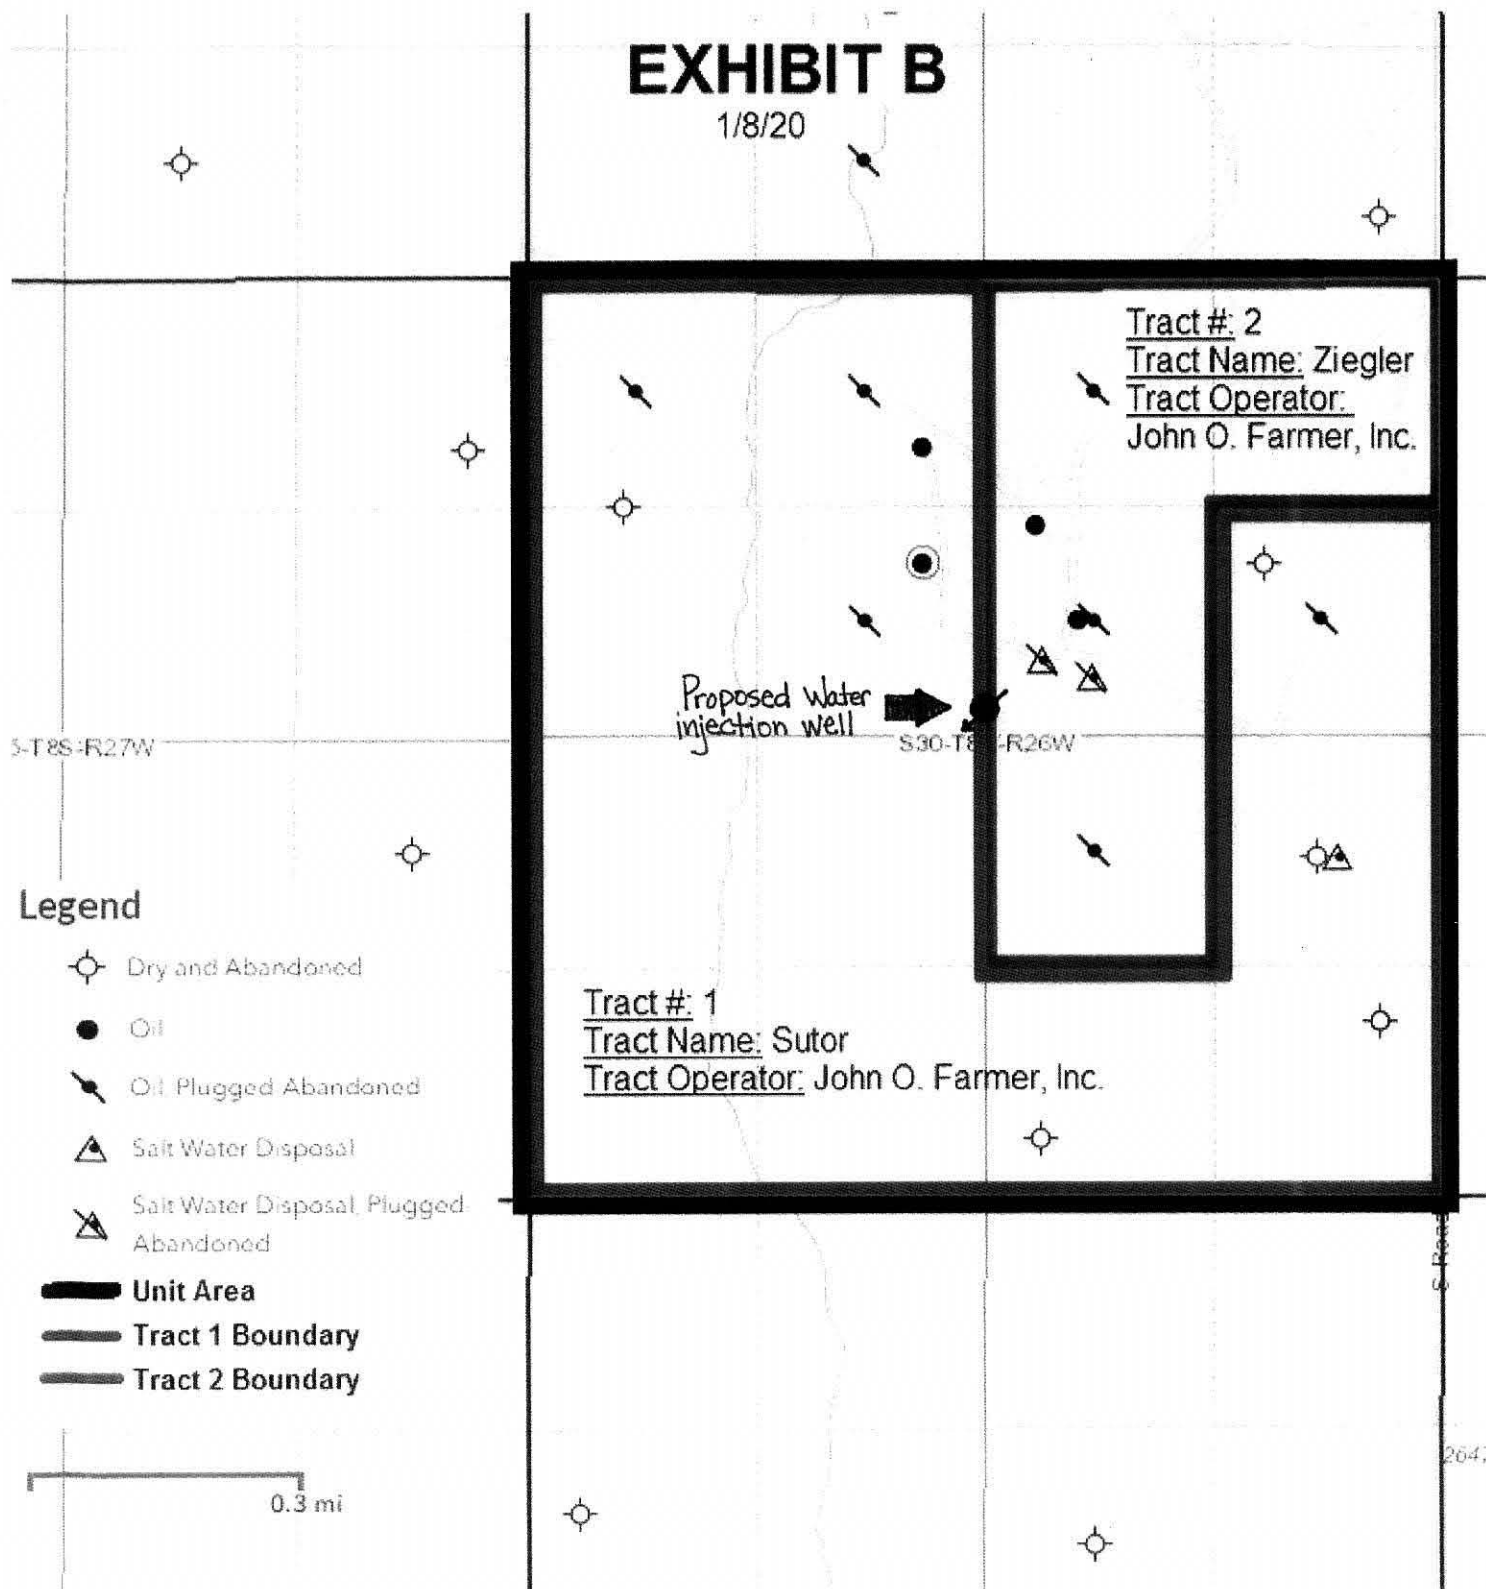 EXHIBIT B
1/8/20
Tract #: 2
Tract Name: Ziegler
Tract Operator:
John O. Farmer, Inc.
Proposed Water
injection well
-T8S-R27W
S30-T8 -R26W
Legend
Dry and Abandoned
Oil
Oil Plugged Abandoned
Salt Water Disposal
Salt Water Disposal, Plugged
Abandoned
Unit Area
Tract 1 Boundary
Tract 2 Boundary
0.3 mi
Tract #: 1
Tract Name: Sutor
Tract Operator: John O. Farmer, Inc.
S Road